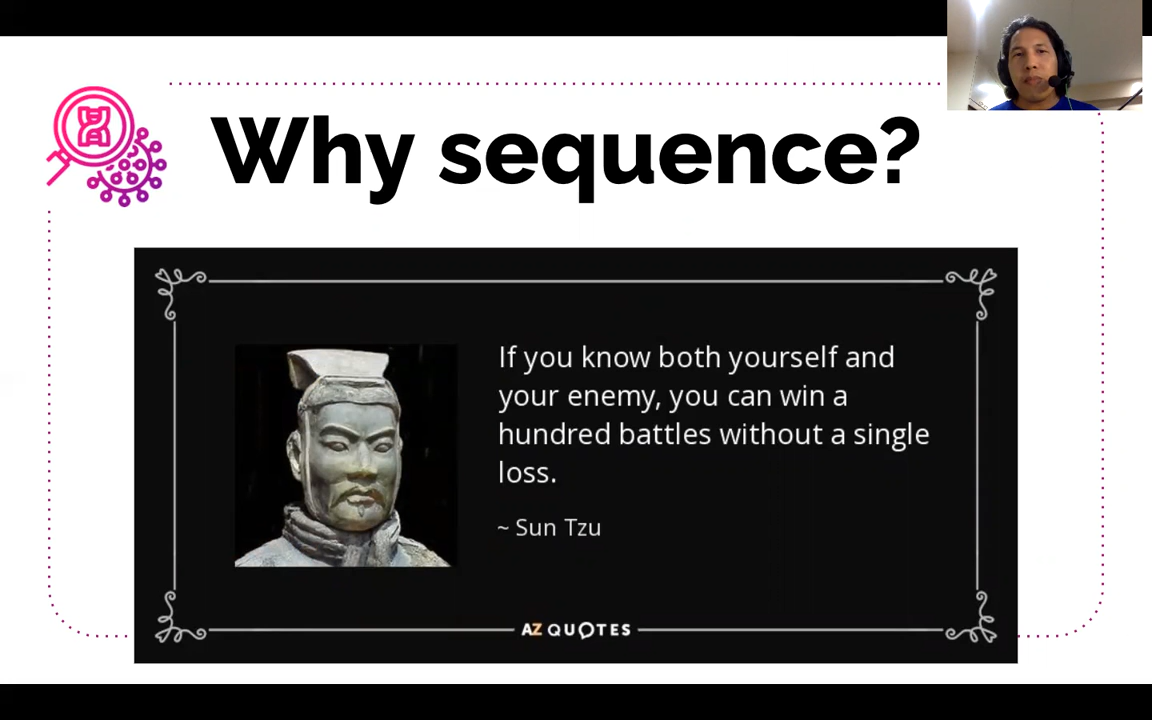 Why sequence?
If you know both yourself and
your enemy, you can win a
hundred battles without a single
loss.
~ Sun Tzu
AZ QUOTES